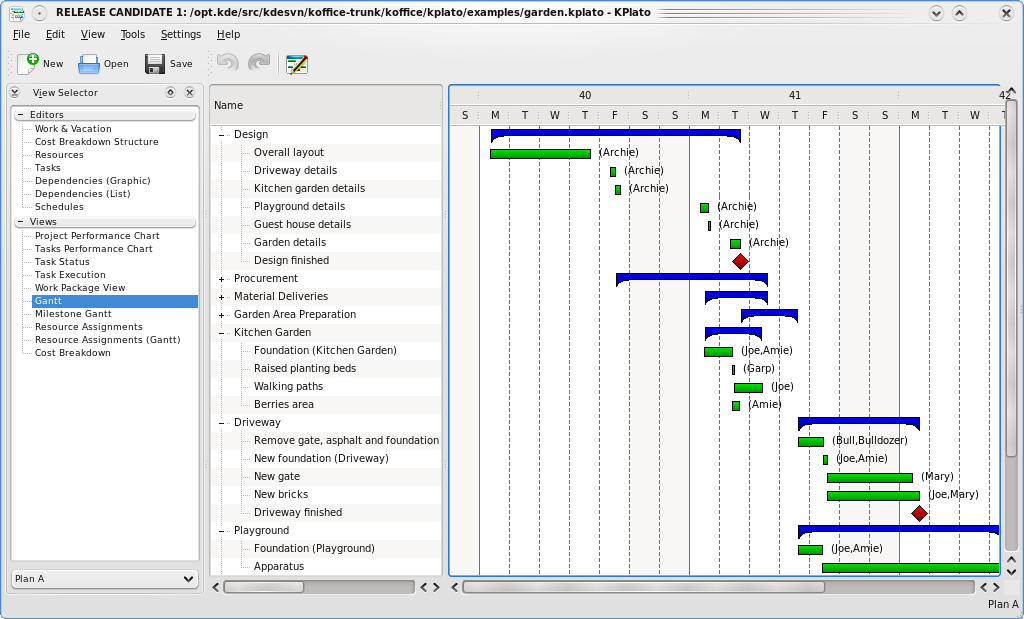 RELEASE CANDIDATE 1: /opt.kde/src/kdesvn/koffice-trunk/koffice/kplato/examples/garden.kplato - KPlato
File Edit View Tools Settings Help
New Open Save
View Selector
Editors
Work & Vacation
Cost Breakdown Structure
Resources
Tasks
Dependencies (Graphic)
Dependencies (List)
Schedules
Views
Project Performance Chart
Tasks Performance Chart
Task Status
Task Execution
Work Package View
Gantt
Milestone Gantt
Resource Assignments
Resource Assignments (Gantt)
Cost Breakdown
Plan A
Name
Design
Overall layout
Driveway details
Kitchen garden details
Playground details
Guest house details
Garden details
Design finished
Procurement
Material Deliveries
Garden Area Preparation
Kitchen Garden
Foundation (Kitchen Garden)
Raised planting beds
Walking paths
Berries area
Driveway
Remove gate, asphalt and foundation
New foundation (Driveway)
New gate
New bricks
Driveway finished
Playground
Foundation (Playground)
Apparatus
40 41 42
S M T W T F S S M T W T F S S M T W T
(Archie)
(Archie)
(Archie)
(Archie)
(Archie)
(Archie)
(Joe,Amie)
(Garp)
(Joe)
(Amie)
(Bull,Bulldozer)
(Joe,Amie)
(Mary)
(Joe,Mary)
(Joe,Amie)
Plan A